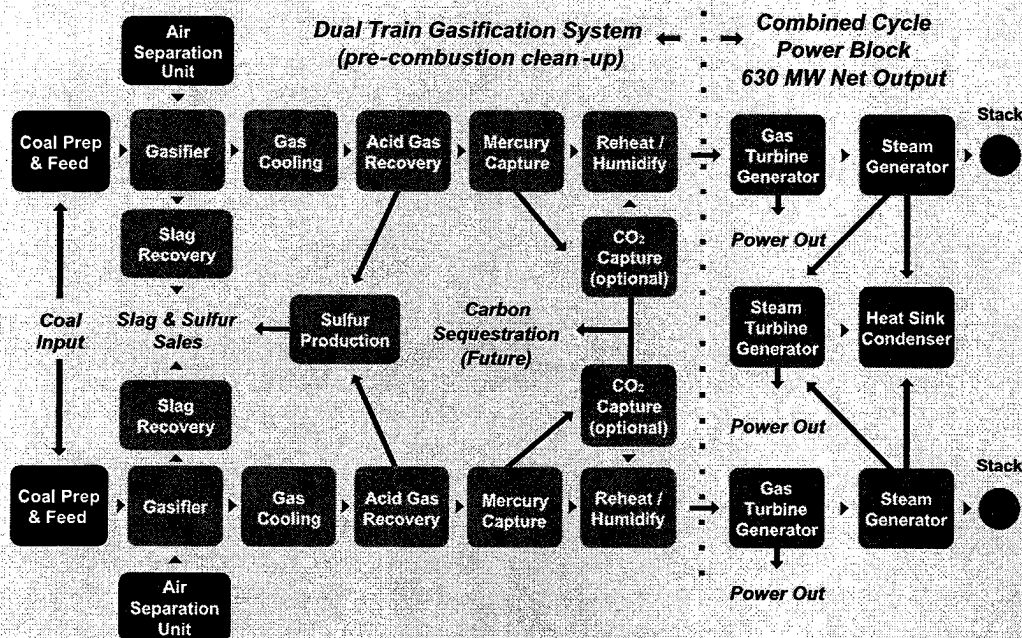 Air
Separation
Unit
Dual Train Gasification System
(pre-combustion clean-up)
Combined Cycle
Power Block
630 MW Net Output
Stack
Coal Prep
& Feed
Gasifier
Gas
Cooling
Acid Gas
Recovery
Mercury
Capture
Reheat /
Humidify
Gas
Turbine
Generator
Steam
Generator
Slag
Recovery
CO₂
Capture
(optional)
Power Out
Coal
Input
Slag & Sulfur
Sales
Sulfur
Production
Carbon
Sequestration
(Future)
Steam
Turbine
Generator
Heat Sink
Condenser
Slag
Recovery
CO₂
Capture
(optional)
Power Out
Stack
Coal Prep
& Feed
Gasifier
Gas
Cooling
Acid Gas
Recovery
Mercury
Capture
Reheat /
Humidify
Gas
Turbine
Generator
Steam
Generator
Air
Separation
Unit
Power Out